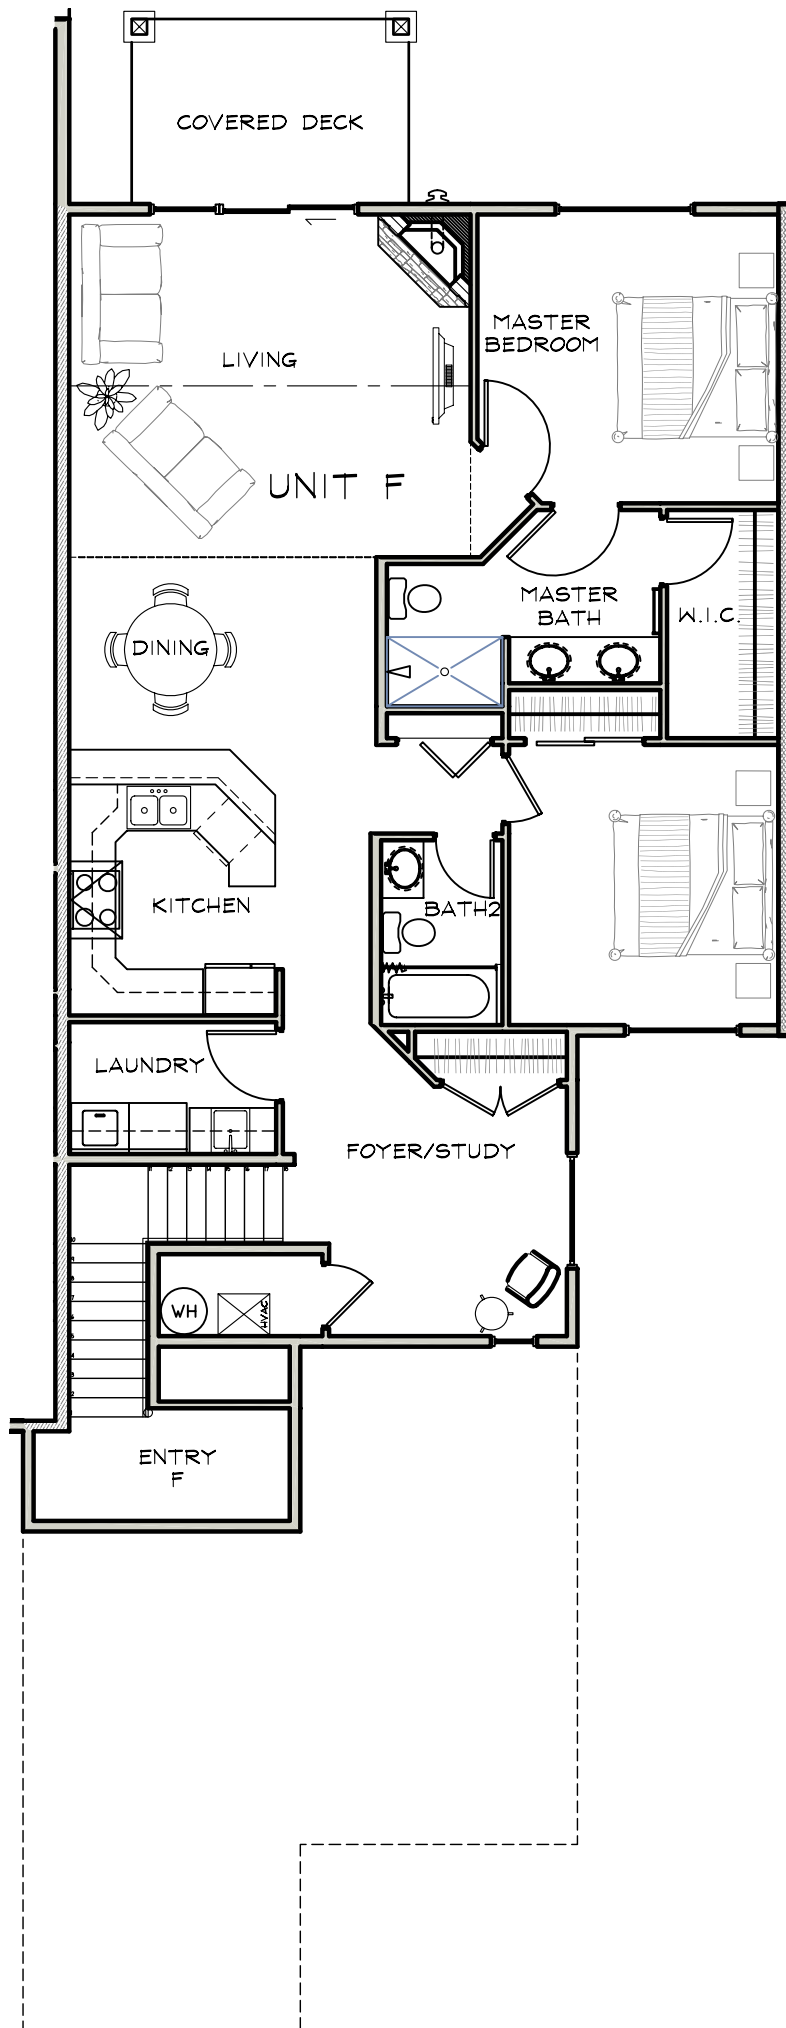 COVERED DECK
MASTER
BEDROOM
LIVING
UNIT F
MASTER
BATH
W.I.C.
DINING
KITCHEN
BATH2
LAUNDRY
FOYER/STUDY
WH
HVAC
ENTRY
F